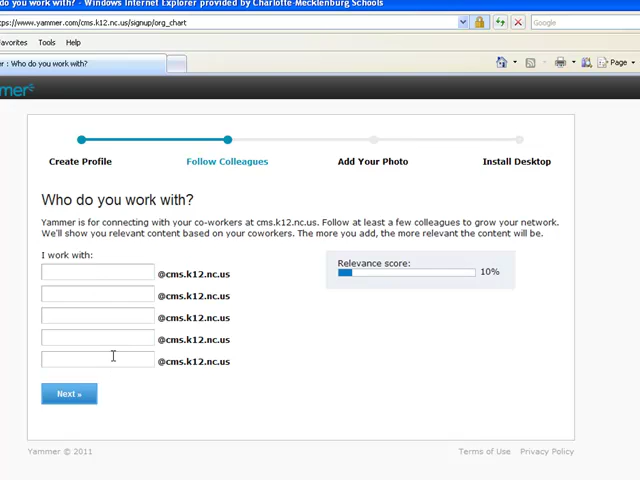 do you work with? - Windows Internet Explorer provided by Charlotte-Mecklenburg Schools
ttps://www.yammer.com/cms.k12.nc.us/signup/org_chart
Google
avorites Tools Help
er : Who do you work with?
Page
mer
Create Profile Follow Colleagues Add Your Photo Install Desktop
Who do you work with?
Yammer is for connecting with your co-workers at cms.k12.nc.us. Follow at least a few colleagues to grow your network.
We'll show you relevant content based on your coworkers. The more you add, the more relevant the content will be.
I work with:
@cms.k12.nc.us
@cms.k12.nc.us
@cms.k12.nc.us
@cms.k12.nc.us
@cms.k12.nc.us
Relevance score:
10%
Next »
Yammer © 2011 Terms of Use Privacy Policy